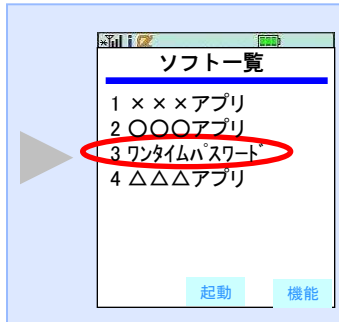 ソフト一覧
1 ×××アプリ
2 〇〇〇アプリ
3 ワンタイムパスワード
4 △△△アプリ
起動 機能